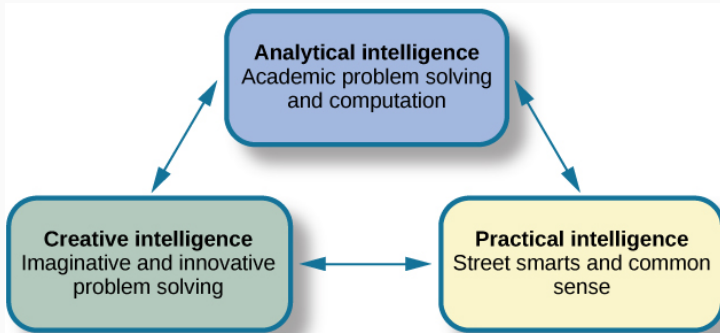 Analytical intelligence
Academic problem solving
and computation
Creative intelligence
Imaginative and innovative
problem solving
Practical intelligence
Street smarts and common
sense